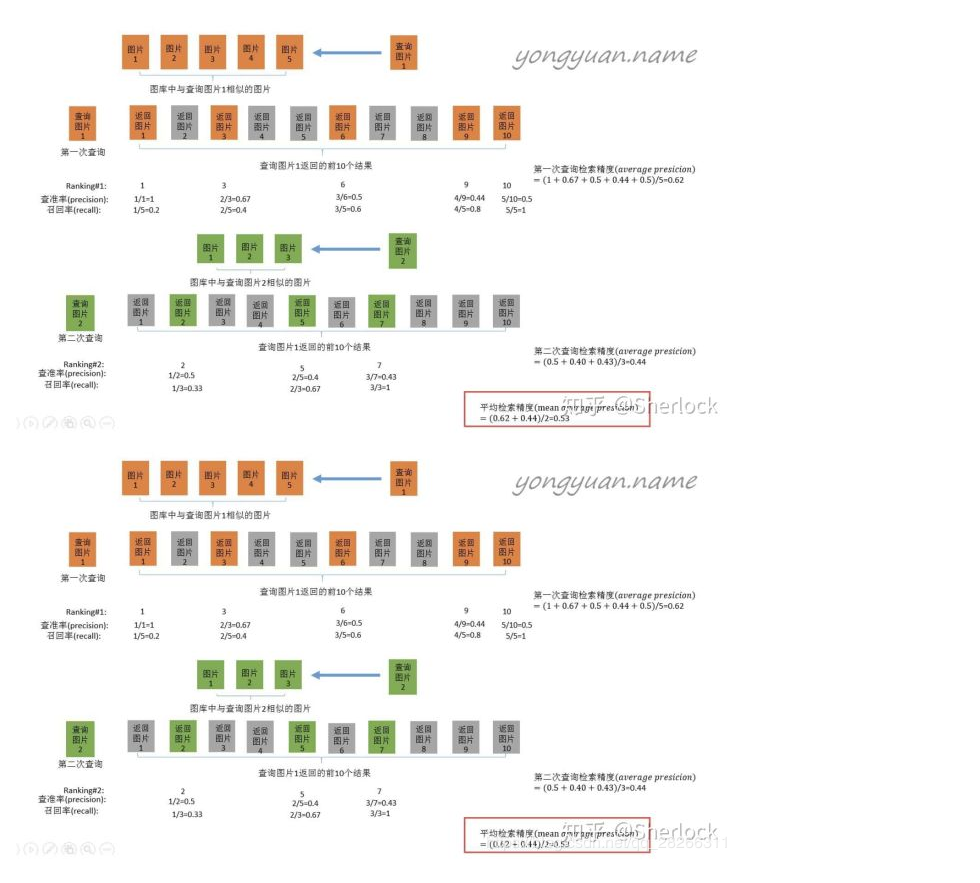 图片 1 图片 2 图片 3 图片 4 图片 5 查询图片 1
yongyuan.name
图库中与查询图片1相似的图片
查询图片 1 返回图片 1 返回图片 2 返回图片 3 返回图片 4 返回图片 5 返回图片 6 返回图片 7 返回图片 8 返回图片 9 返回图片 10
第一次查询
查询图片1返回的前10个结果
第一次查询检索精度(average presicion)
= (1 + 0.67 + 0.5 + 0.44 + 0.5)/5=0.62
Ranking#1: 1 3 6 9 10
查准率(precision): 1/1=1 2/3=0.67 3/6=0.5 4/9=0.44 5/10=0.5
召回率(recall): 1/5=0.2 2/5=0.4 3/5=0.6 4/5=0.8 5/5=1
图片 1 图片 2 图片 3 查询图片 2
图库中与查询图片2相似的图片
查询图片 2 返回图片 1 返回图片 2 返回图片 3 返回图片 4 返回图片 5 返回图片 6 返回图片 7 返回图片 8 返回图片 9 返回图片 10
第二次查询
查询图片1返回的前10个结果
第二次查询检索精度(average presicion)
= (0.5 + 0.40 + 0.43)/3=0.44
Ranking#2: 2 5 7
查准率(precision): 1/2=0.5 2/5=0.4 3/7=0.43
召回率(recall): 1/3=0.33 2/3=0.67 3/3=1
平均检索精度(mean average presicion)
= (0.62 + 0.44)/2=0.53
知乎 @Sherlock
图片 1 图片 2 图片 3 图片 4 图片 5 查询图片 1
yongyuan.name
图库中与查询图片1相似的图片
查询图片 1 返回图片 1 返回图片 2 返回图片 3 返回图片 4 返回图片 5 返回图片 6 返回图片 7 返回图片 8 返回图片 9 返回图片 10
第一次查询
查询图片1返回的前10个结果
第一次查询检索精度(average presicion)
= (1 + 0.67 + 0.5 + 0.44 + 0.5)/5=0.62
Ranking#1: 1 3 6 9 10
查准率(precision): 1/1=1 2/3=0.67 3/6=0.5 4/9=0.44 5/10=0.5
召回率(recall): 1/5=0.2 2/5=0.4 3/5=0.6 4/5=0.8 5/5=1
图片 1 图片 2 图片 3 查询图片 2
图库中与查询图片2相似的图片
查询图片 2 返回图片 1 返回图片 2 返回图片 3 返回图片 4 返回图片 5 返回图片 6 返回图片 7 返回图片 8 返回图片 9 返回图片 10
第二次查询
查询图片1返回的前10个结果
第二次查询检索精度(average presicion)
= (0.5 + 0.40 + 0.43)/3=0.44
Ranking#2: 2 5 7
查准率(precision): 1/2=0.5 2/5=0.4 3/7=0.43
召回率(recall): 1/3=0.33 2/3=0.67 3/3=1
平均检索精度(mean average presicion)
= (0.62 + 0.44)/2=0.53
知乎 @Sherlock